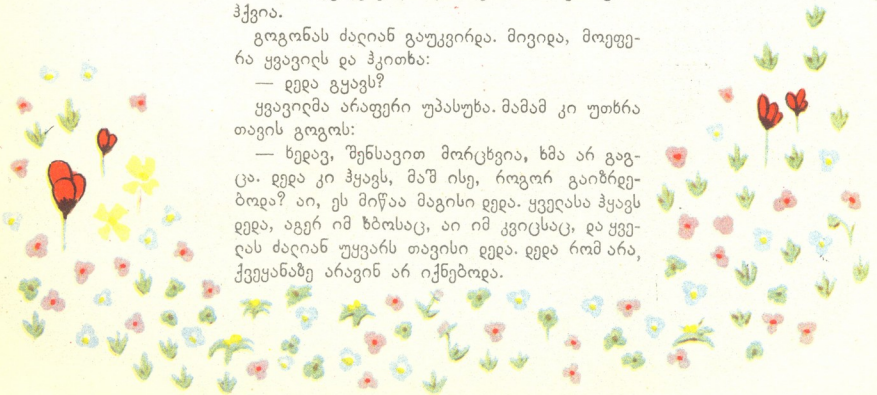 ჰქვია.
გოგონას ძალიან გაუკვირდა. მივიდა, მოეფე-
რა ყვავილს და ჰკითხა:
— დედა გყავს?
ყვავილმა არაფერი უპასუხა. მამამ კი უთხრა
თავის გოგოს:
— ხედავ, შენსავით მორცხვია, ხმა არ გაგ-
ცა. დედა კი ჰყავს, მაშ ისე, როგორ გაიზრდე-
ბოდა? აი, ეს მიწაა მაგისი დედა. ყველასა ჰყავს
დედა, აგერ იმ ხბოსაც, აი იმ კვიცსაც, და ყვე-
ლას ძალიან უყვარს თავისი დედა. დედა რომ არა,
ქვეყანაზე არავინ არ იქნებოდა.